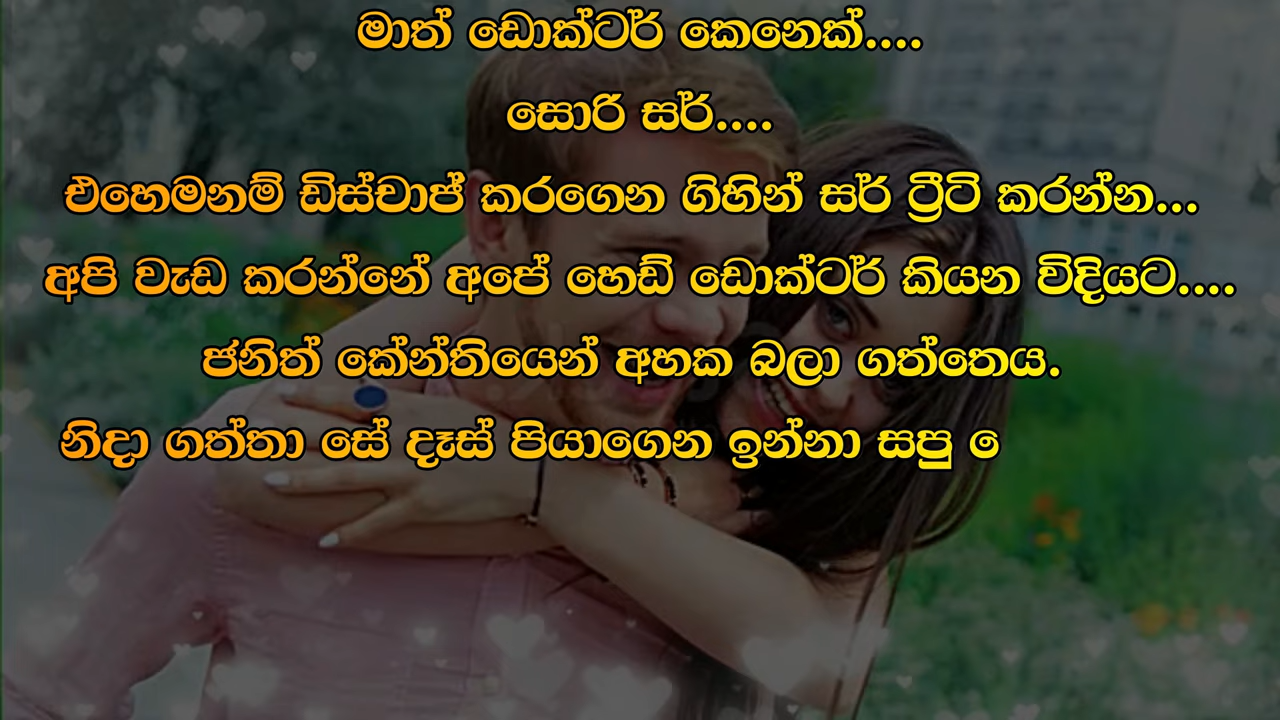 මාත් ඩොක්ටර් කෙනෙක්....
සොරි සර්....
එහෙමනම් ඩිස්චාප් කරගෙන ගිහින් සර් ට්‍රීටි කරන්න...
අපි වැඩ කරන්නේ අපේ හෙඩ් ඩොක්ටර් කියන විදියට....
ජනිත් කේන්තියෙන් අහක බලා ගත්තෙය.
නිදා ගත්තා සේ දෑස් පියාගෙන ඉන්නා සපු ෙ